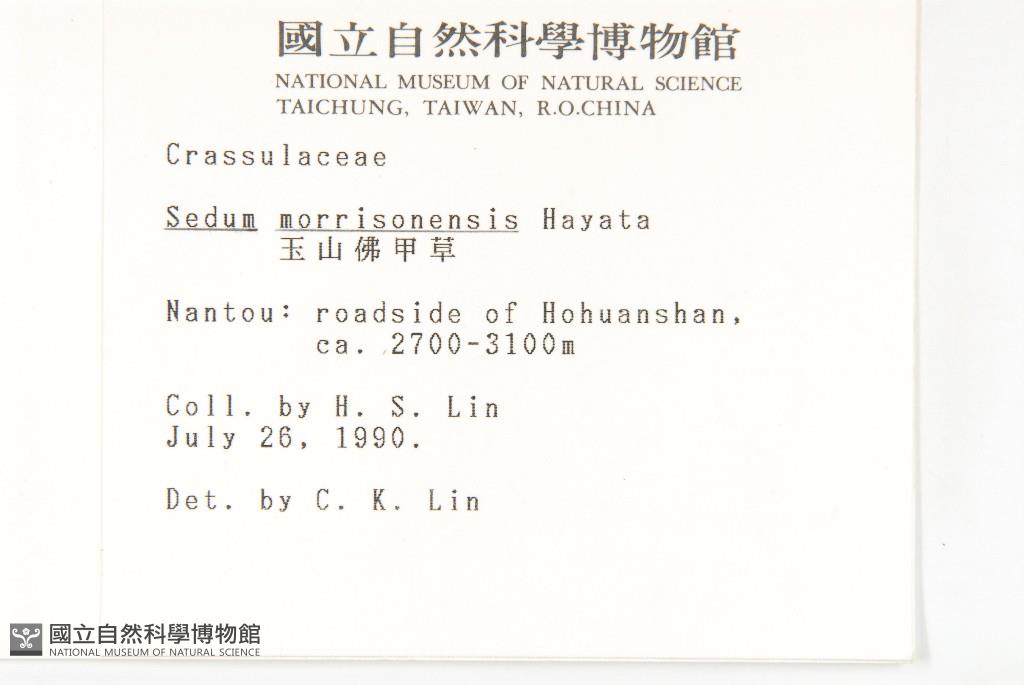 國立自然科學博物館
NATIONAL MUSEUM OF NATURAL SCIENCE
TAICHUNG, TAIWAN, R.O.CHINA
Crassulaceae
Sedum morrisonensis Hayata
玉山佛甲草
Nantou: roadside of Hohuanshan,
ca. 2700-3100m
Coll. by H. S. Lin
July 26, 1990.
Det. by C. K. Lin
國立自然科學博物館
NATIONAL MUSEUM OF NATURAL SCIENCE